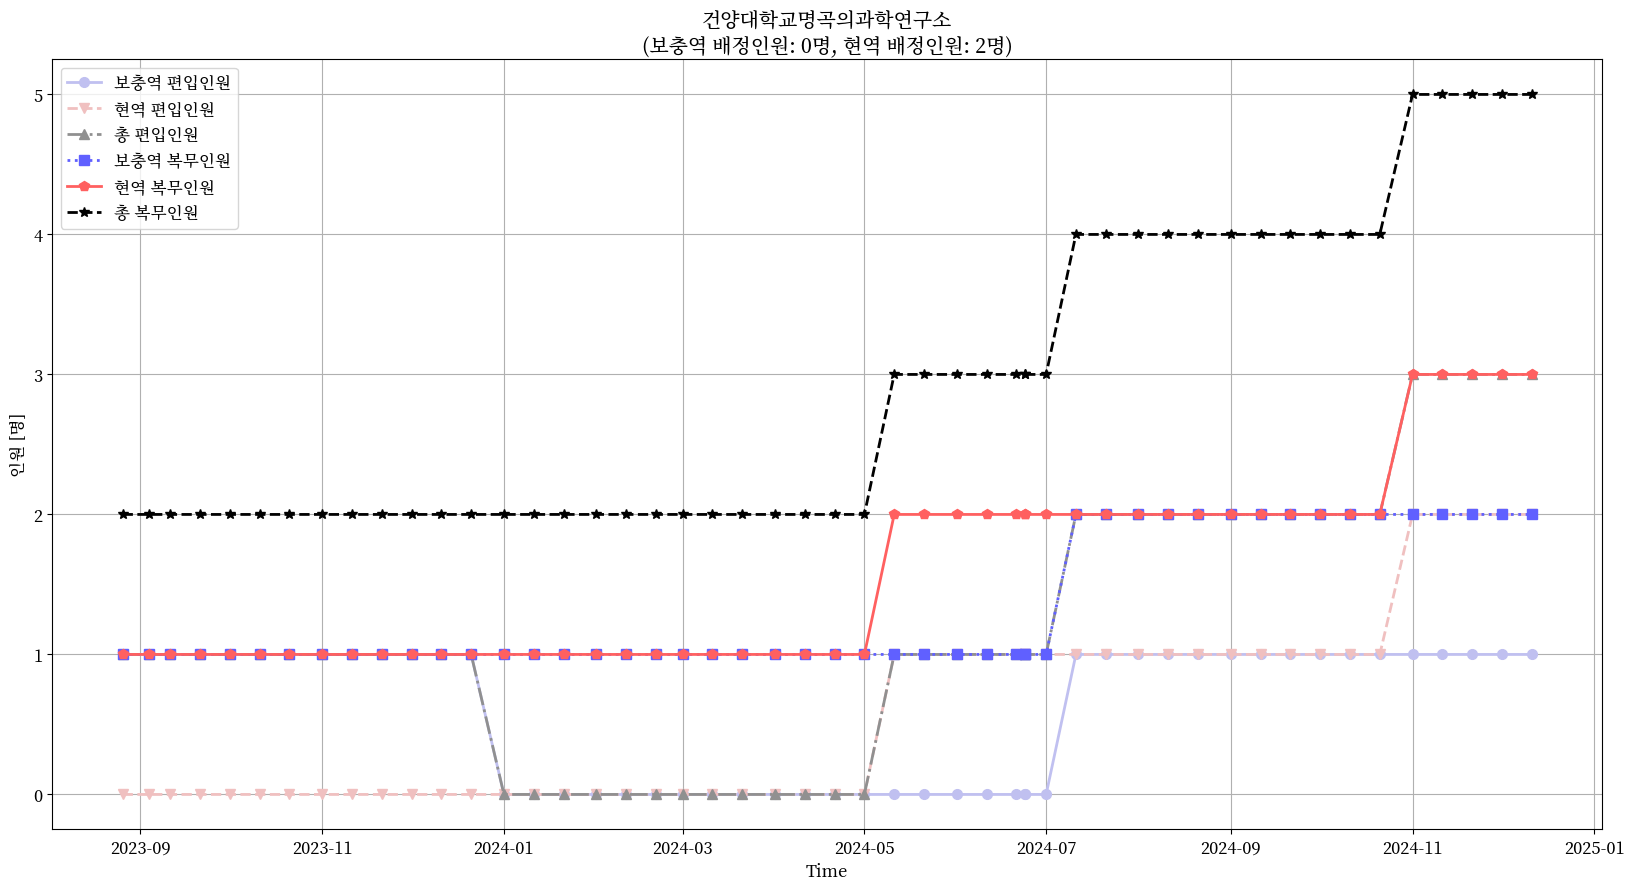 건양대학교명곡의과학연구소
(보충역 배정인원: 0명, 현역 배정인원: 2명)
보충역 편입인원
현역 편입인원
총 편입인원
보충역 복무인원
현역 복무인원
총 복무인원
5
4
3
2
1
0
인원 [명]
2023-09
2023-11
2024-01
2024-03
2024-05
2024-07
2024-09
2024-11
2025-01
Time